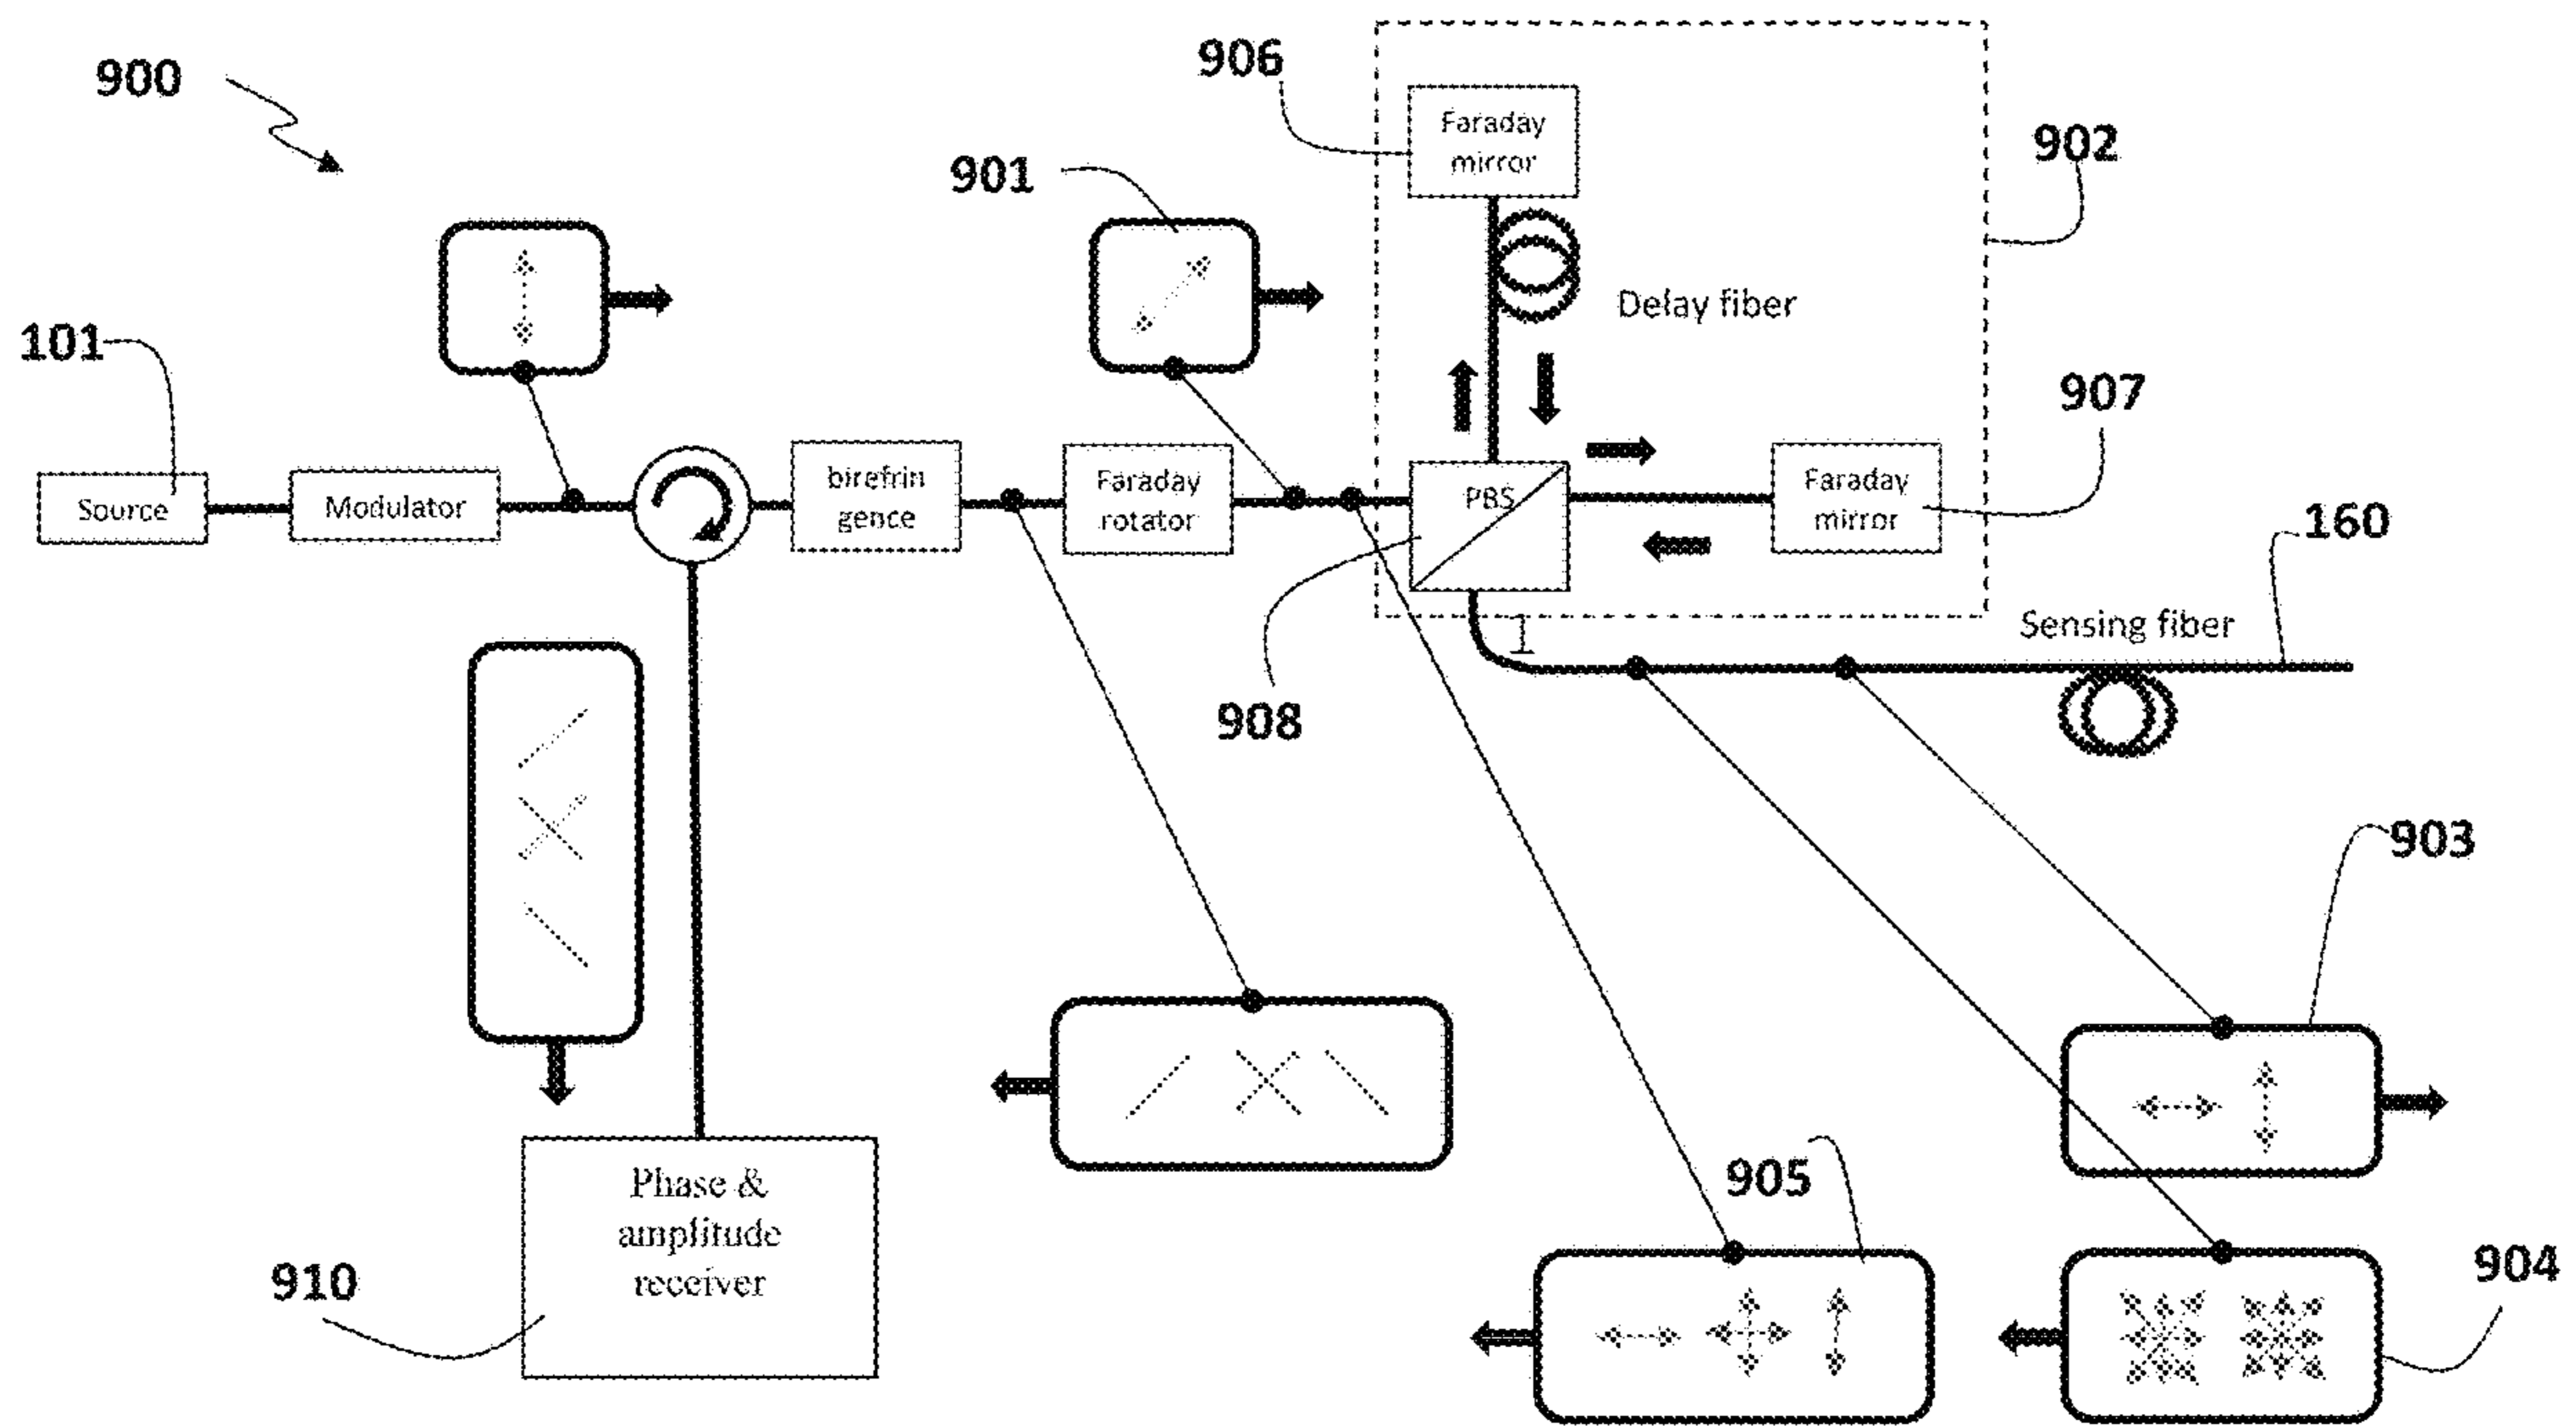 900
906
Faraday
mirror
902
901
Delay fiber
101
907
Source
Modulator
birefrin
gence
Faraday
rotator
PBS
Faraday
mirror
160
1
Sensing fiber
908
903
905
Phase &
amplitude
receiver
910
904